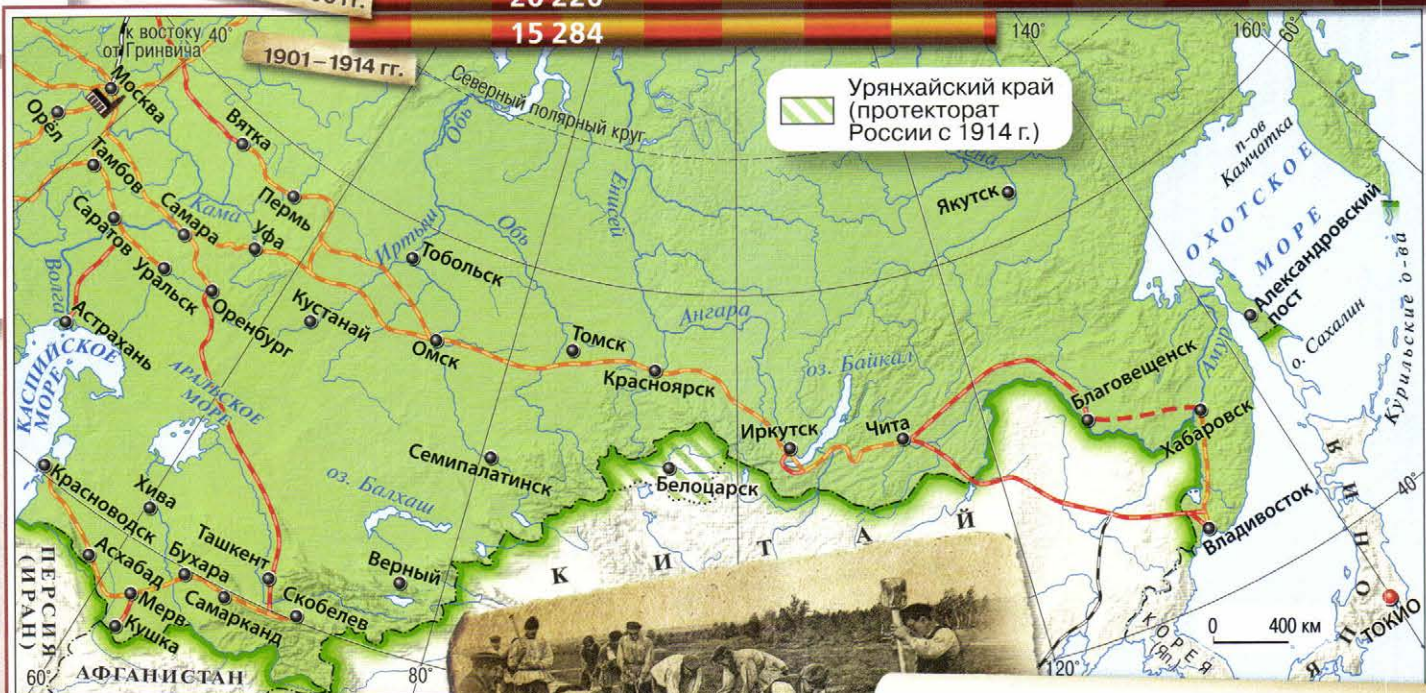 20 226
15 284
1901–1914 гг.
к востоку 40°
от Гринвича
140°
160°
60°
Северный полярный круг
Урянхайский край
(протекторат
России с 1914 г.)
Москва
Орёл
Вятка
Тамбов
Пермь
Самара
Кама
Уфа
Саратов
Уральск
Волга
Оренбург
Астрахань
Кустанай
Обь
Иртыш
Обь
Тобольск
Енисей
Омск
Томск
Красноярск
Ангара
оз. Байкал
Якутск
п-ов
Камчатка
ОХОТСКОЕ
МОРЕ
Александровский
пост
о. Сахалин
Курильские о-ва
Амур
Благовещенск
Хабаровск
Чита
Иркутск
Владивосток
КАСПИЙСКОЕ
МОРЕ
АРАЛЬСКОЕ
МОРЕ
Семипалатинск
Белоцарск
оз. Балхаш
Красноводск
Хива
Ташкент
Асхабад
Бухара
Верный
Мерв
Самарканд
Скобелев
Кушка
ПЕРСИЯ
(ИРАН)
АФГАНИСТАН
КИТАЙ
КОРЕЯ
(Яп.)
ЯПОНИЯ
ТОКИО
0 400 км
60°
80°
120°
40°